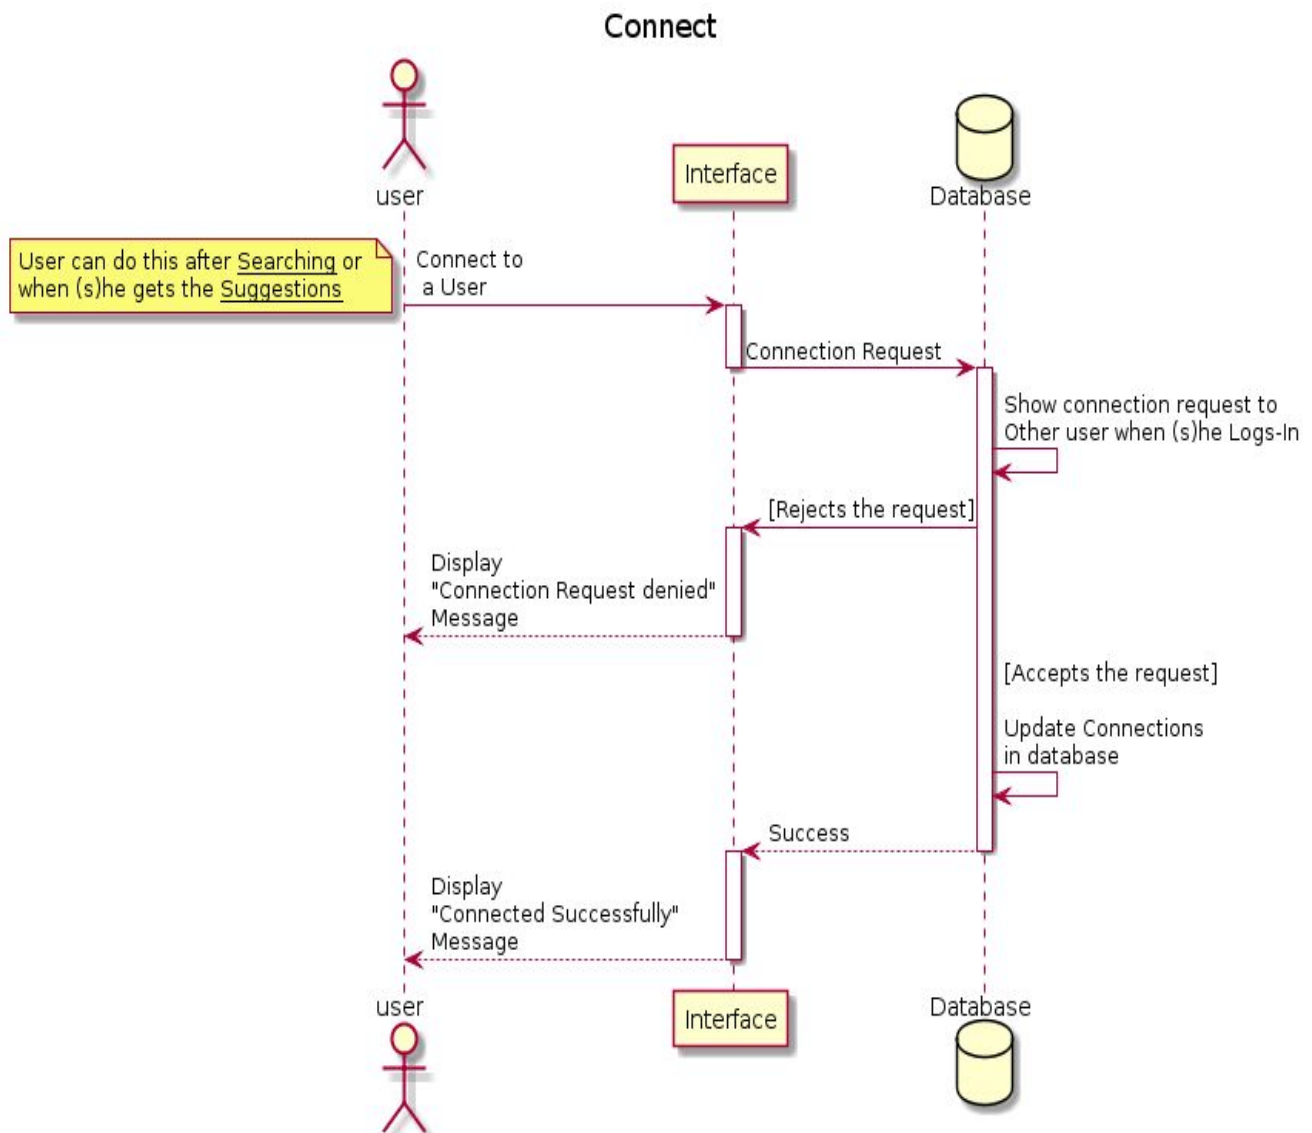 Connect
user
Interface
Database
User can do this after Searching or
when (s)he gets the Suggestions
Connect to
a User
Connection Request
Show connection request to
Other user when (s)he Logs-In
[Rejects the request]
Display
"Connection Request denied"
Message
[Accepts the request]
Update Connections
in database
Success
Display
"Connected Successfully"
Message
user
Interface
Database